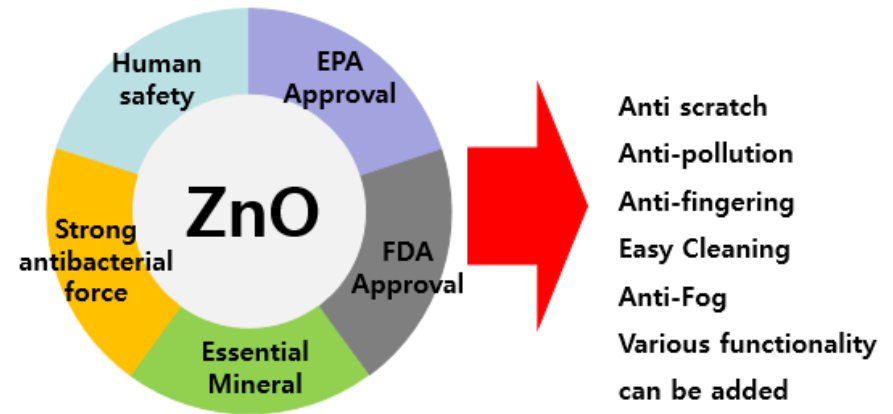 Human
safety
EPA
Approval
ZnO
Strong
antibacterial
force
FDA
Approval
Essential
Mineral
Anti scratch
Anti-pollution
Anti-fingering
Easy Cleaning
Anti-Fog
Various functionality
can be added